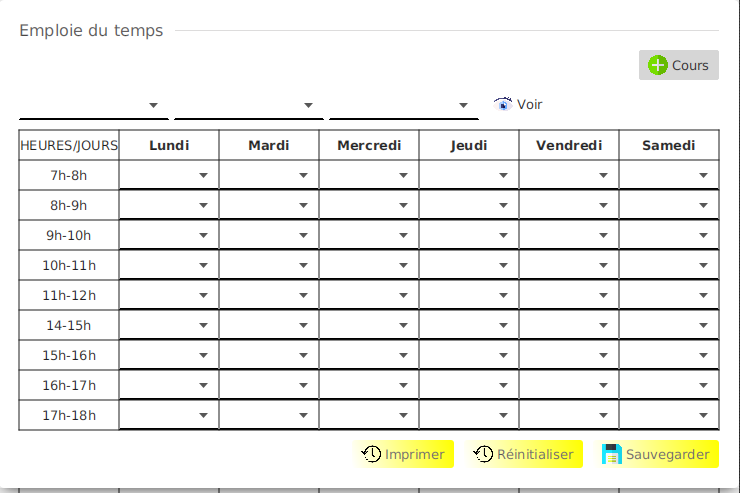 Emploie du temps
Cours
Voir
HEURES/JOURS Lundi Mardi Mercredi Jeudi Vendredi Samedi
7h-8h
8h-9h
9h-10h
10h-11h
11h-12h
14-15h
15h-16h
16h-17h
17h-18h
Imprimer Réinitialiser Sauvegarder